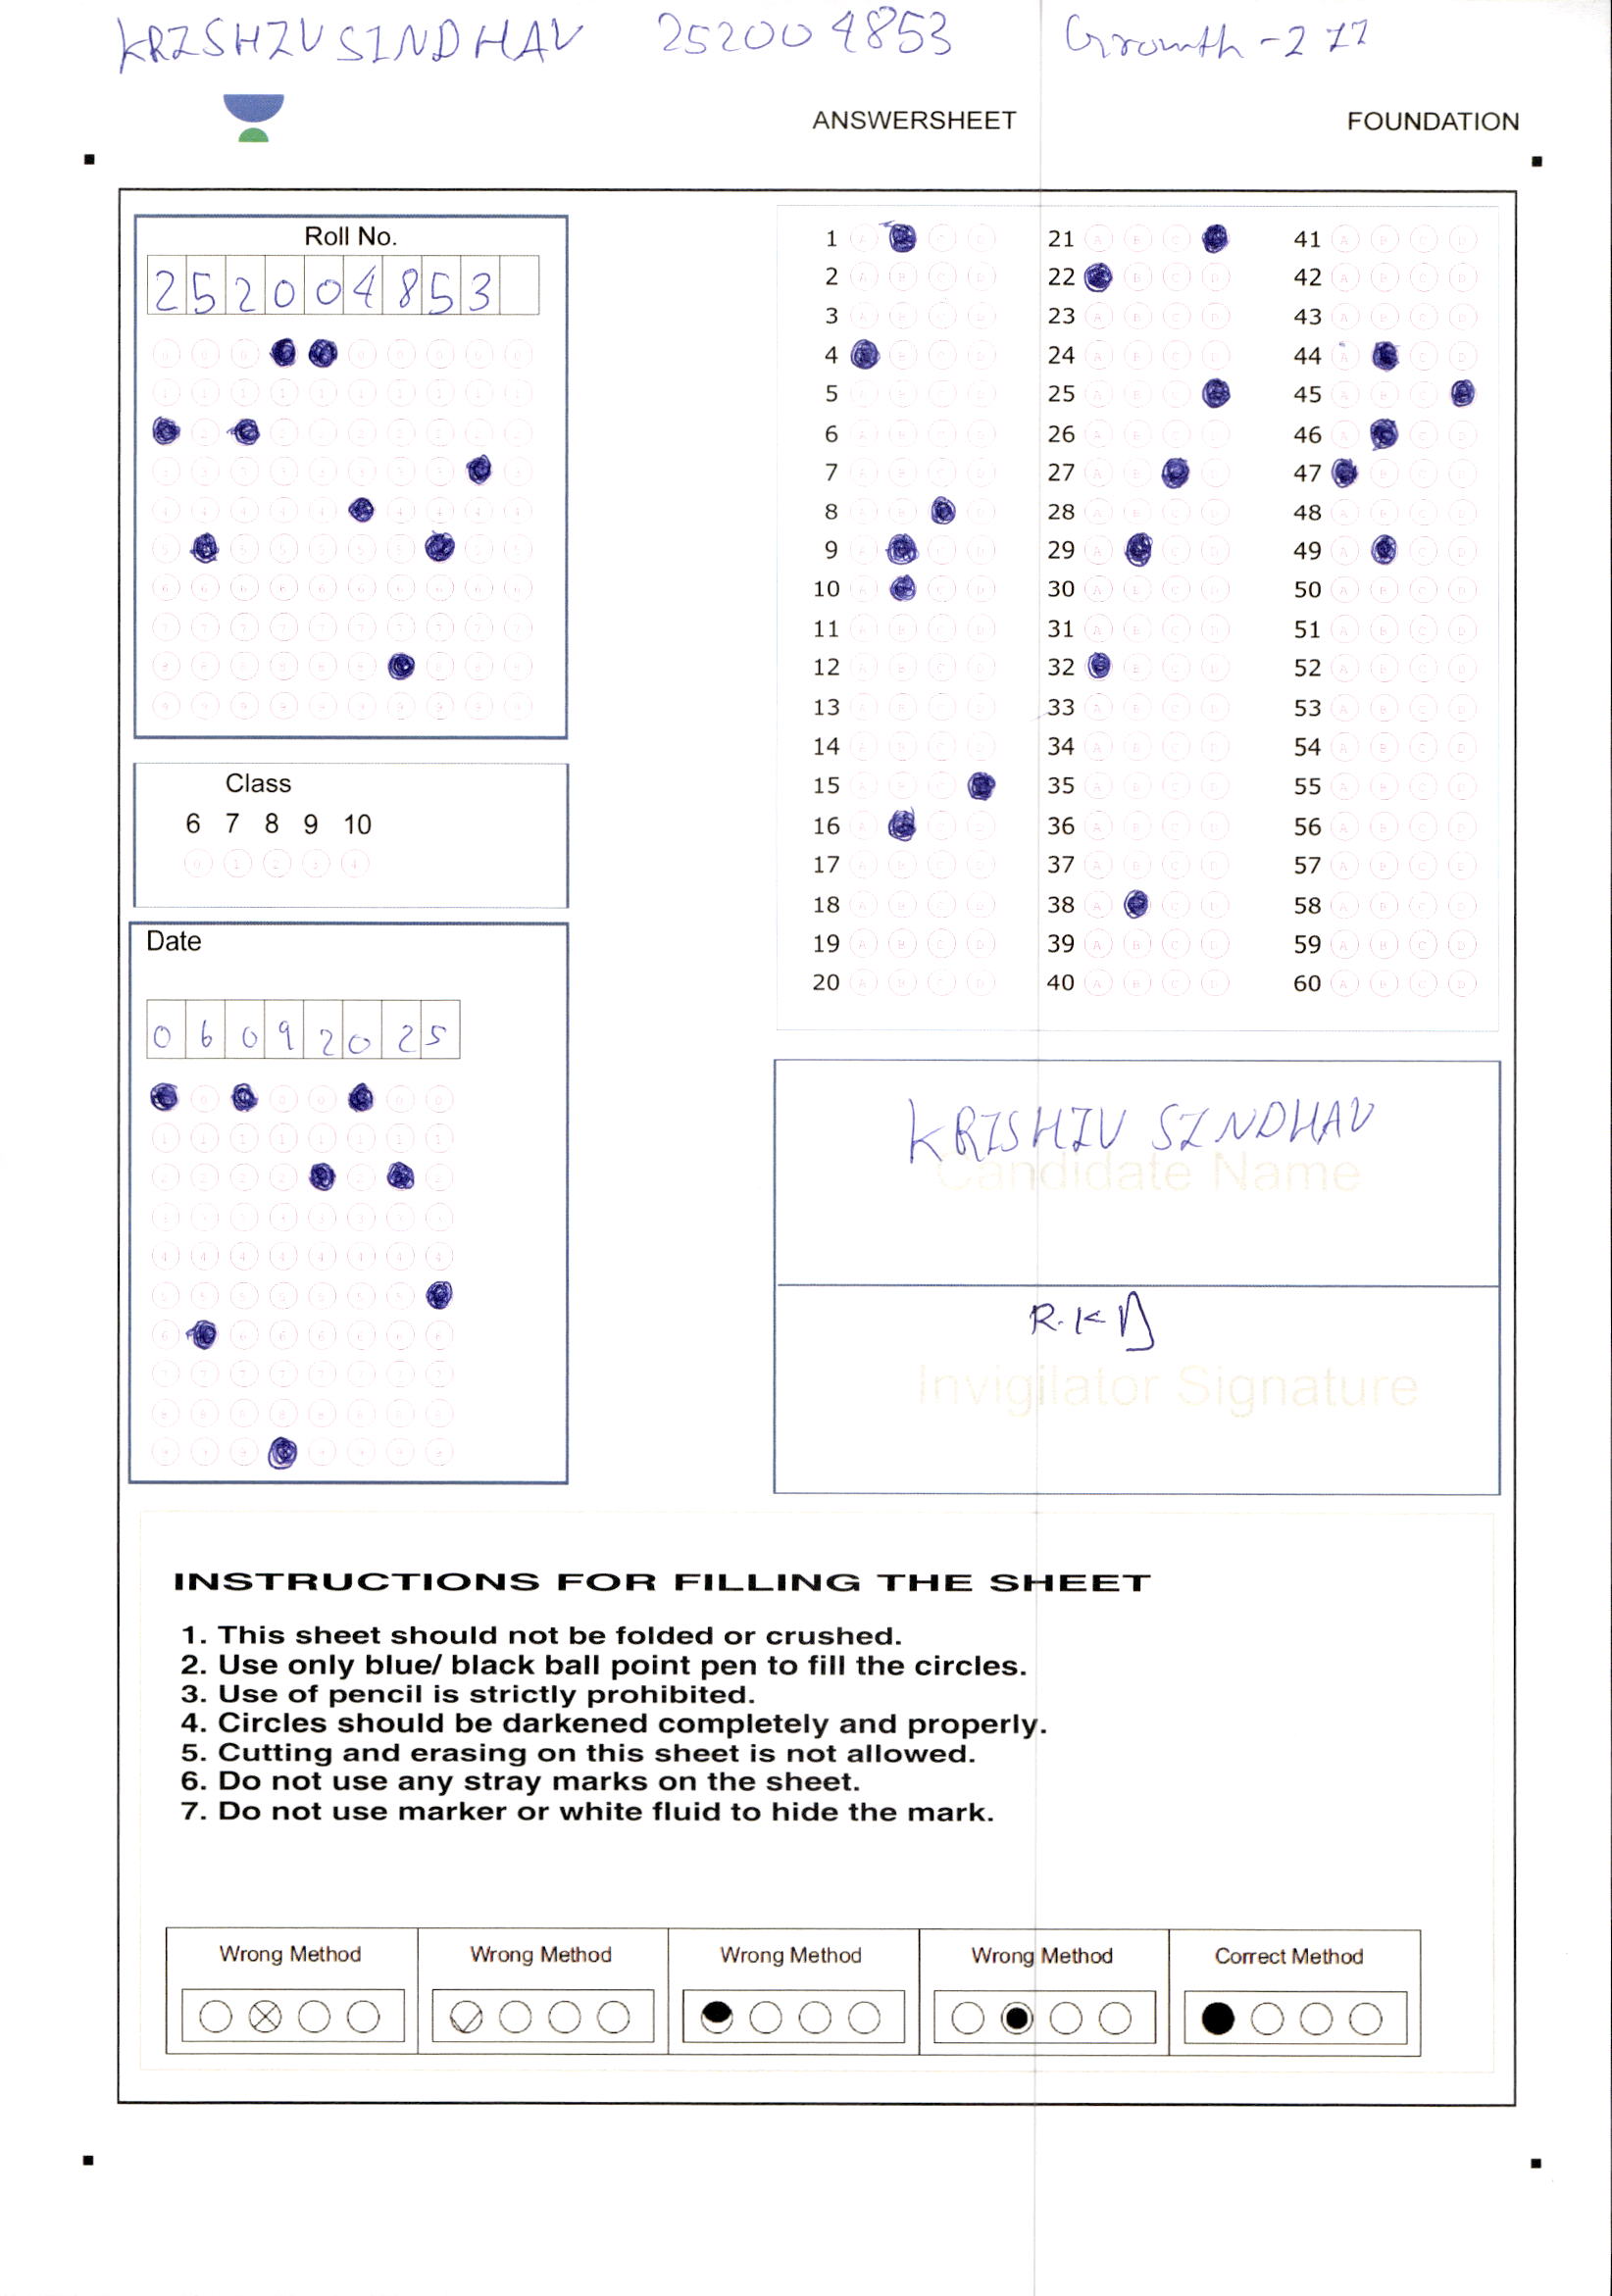 KRISHIV SINDHAV 252004853 Growth-2 11
ANSWERSHEET FOUNDATION
Roll No.
2 5 2 0 0 4 8 5 3
Class
6 7 8 9 10
Date
0 6 0 9 2 0 2 5
1 21 41
2 22 42
3 23 43
4 24 44
5 25 45
6 26 46
7 27 47
8 28 48
9 29 49
10 30 50
11 31 51
12 32 52
13 33 53
14 34 54
15 35 55
16 36 56
17 37 57
18 38 58
19 39 59
20 40 60
KRISHIV SINDHAV
Candidate Name
R.K
Invigilator Signature
INSTRUCTIONS FOR FILLING THE SHEET
1. This sheet should not be folded or crushed.
2. Use only blue/ black ball point pen to fill the circles.
3. Use of pencil is strictly prohibited.
4. Circles should be darkened completely and properly.
5. Cutting and erasing on this sheet is not allowed.
6. Do not use any stray marks on the sheet.
7. Do not use marker or white fluid to hide the mark.
Wrong Method Wrong Method Wrong Method Wrong Method Correct Method